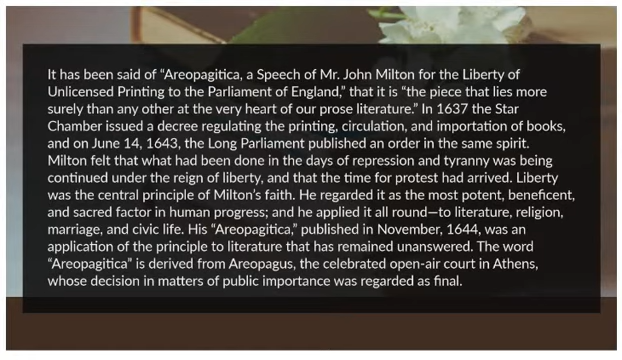 It has been said of “Areopagitica, a Speech of Mr. John Milton for the Liberty of
Unlicensed Printing to the Parliament of England,” that it is “the piece that lies more
surely than any other at the very heart of our prose literature.” In 1637 the Star
Chamber issued a decree regulating the printing, circulation, and importation of books,
and on June 14, 1643, the Long Parliament published an order in the same spirit.
Milton felt that what had been done in the days of repression and tyranny was being
continued under the reign of liberty, and that the time for protest had arrived. Liberty
was the central principle of Milton’s faith. He regarded it as the most potent, beneficent,
and sacred factor in human progress; and he applied it all round—to literature, religion,
marriage, and civic life. His “Areopagitica,” published in November, 1644, was an
application of the principle to literature that has remained unanswered. The word
“Areopagitica” is derived from Areopagus, the celebrated open-air court in Athens,
whose decision in matters of public importance was regarded as final.